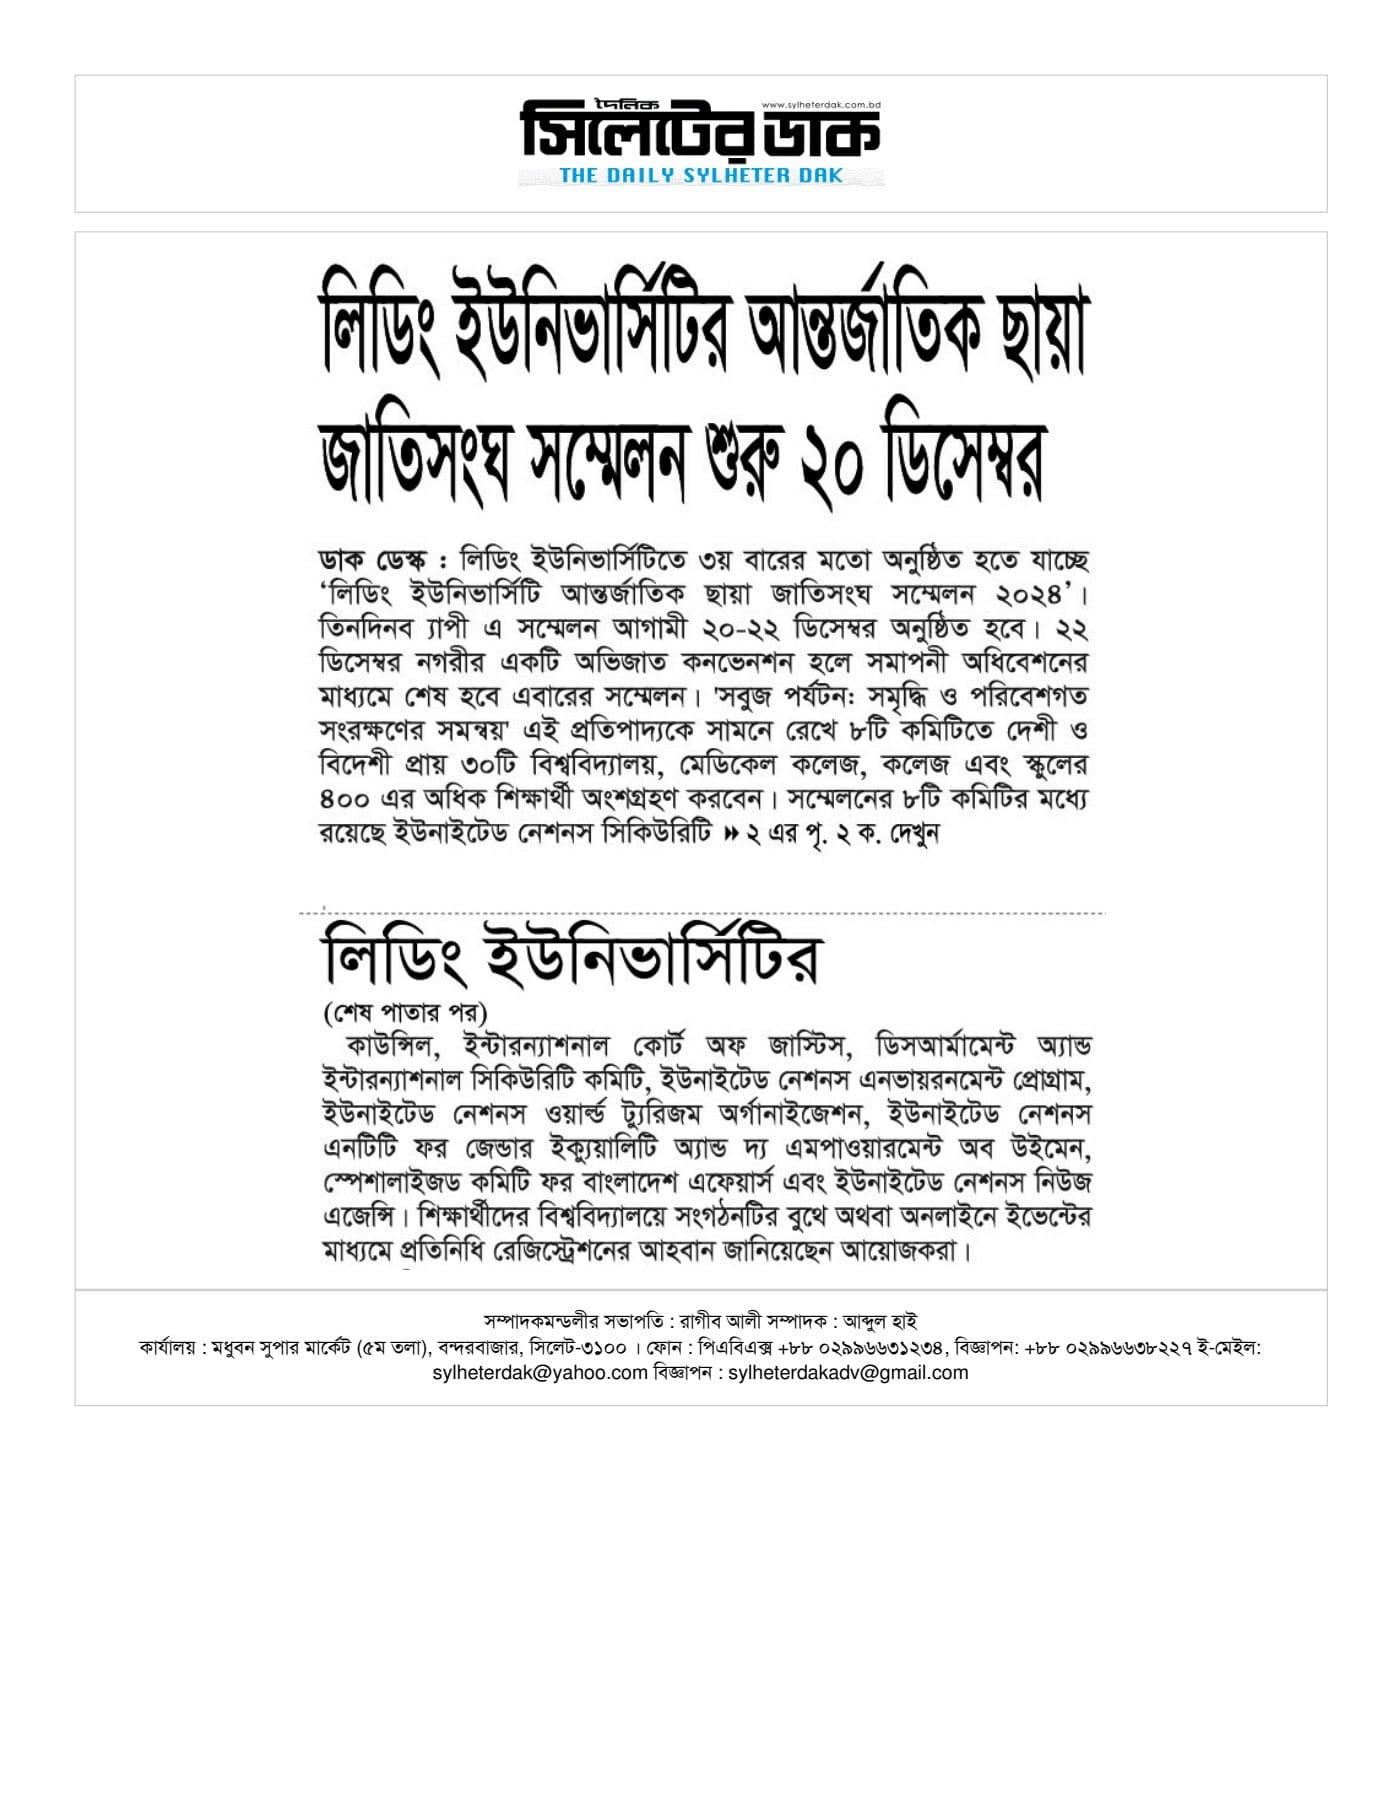 দৈনিক
www.sylheterdak.com.bd
সিলেটের ডাক
THE DAILY SYLHETER DAK
লিডিং ইউনিভার্সিটির আন্তর্জাতিক ছায়া
জাতিসংঘ সম্মেলন শুরু ২০ ডিসেম্বর
ডাক ডেস্ক : লিডিং ইউনিভার্সিটিতে ৩য় বারের মতো অনুষ্ঠিত হতে যাচ্ছে
‘লিডিং ইউনিভার্সিটি আন্তর্জাতিক ছায়া জাতিসংঘ সম্মেলন ২০২৪’।
তিনদিনব ্যাপী এ সম্মেলন আগামী ২০-২২ ডিসেম্বর অনুষ্ঠিত হবে। ২২
ডিসেম্বর নগরীর একটি অভিজাত কনভেনশন হলে সমাপনী অধিবেশনের
মাধ্যমে শেষ হবে এবারের সম্মেলন। 'সবুজ পর্যটন: সমৃদ্ধি ও পরিবেশগত
সংরক্ষণের সমন্বয়' এই প্রতিপাদ্যকে সামনে রেখে ৮টি কমিটিতে দেশী ও
বিদেশী প্রায় ৩০টি বিশ্ববিদ্যালয়, মেডিকেল কলেজ, কলেজ এবং স্কুলের
৪০০ এর অধিক শিক্ষার্থী অংশগ্রহণ করবেন। সম্মেলনের ৮টি কমিটির মধ্যে
রয়েছে ইউনাইটেড নেশনস সিকিউরিটি ▸▸ ২ এর পৃ. ২ ক. দেখুন
লিডিং ইউনিভার্সিটির
(শেষ পাতার পর)
কাউন্সিল, ইন্টারন্যাশনাল কোর্ট অফ জাস্টিস, ডিসআর্মামেন্ট অ্যান্ড
ইন্টারন্যাশনাল সিকিউরিটি কমিটি, ইউনাইটেড নেশনস এনভায়রনমেন্ট প্রোগ্রাম,
ইউনাইটেড নেশনস ওয়ার্ল্ড ট্যুরিজম অর্গানাইজেশন, ইউনাইটেড নেশনস
এনটিটি ফর জেন্ডার ইক্যুয়ালিটি অ্যান্ড দ্য এমপাওয়ারমেন্ট অব উইমেন,
স্পেশালাইজড কমিটি ফর বাংলাদেশ এফেয়ার্স এবং ইউনাইটেড নেশনস নিউজ
এজেন্সি। শিক্ষার্থীদের বিশ্ববিদ্যালয়ে সংগঠনটির বুথে অথবা অনলাইনে ইভেন্টের
মাধ্যমে প্রতিনিধি রেজিস্ট্রেশনের আহবান জানিয়েছেন আয়োজকরা।
সম্পাদকমন্ডলীর সভাপতি : রাগীব আলী সম্পাদক : আব্দুল হাই
কার্যালয় : মধুবন সুপার মার্কেট (৫ম তলা), বন্দরবাজার, সিলেট-৩১০০ । ফোন : পিএবিএক্স +৮৮ ০২৯৯৬৬৩১২৩৪, বিজ্ঞাপন: +৮৮ ০২৯৯৬৬৩৮২২৭ ই-মেইল:
sylheterdak@yahoo.com বিজ্ঞাপন : sylheterdakadv@gmail.com